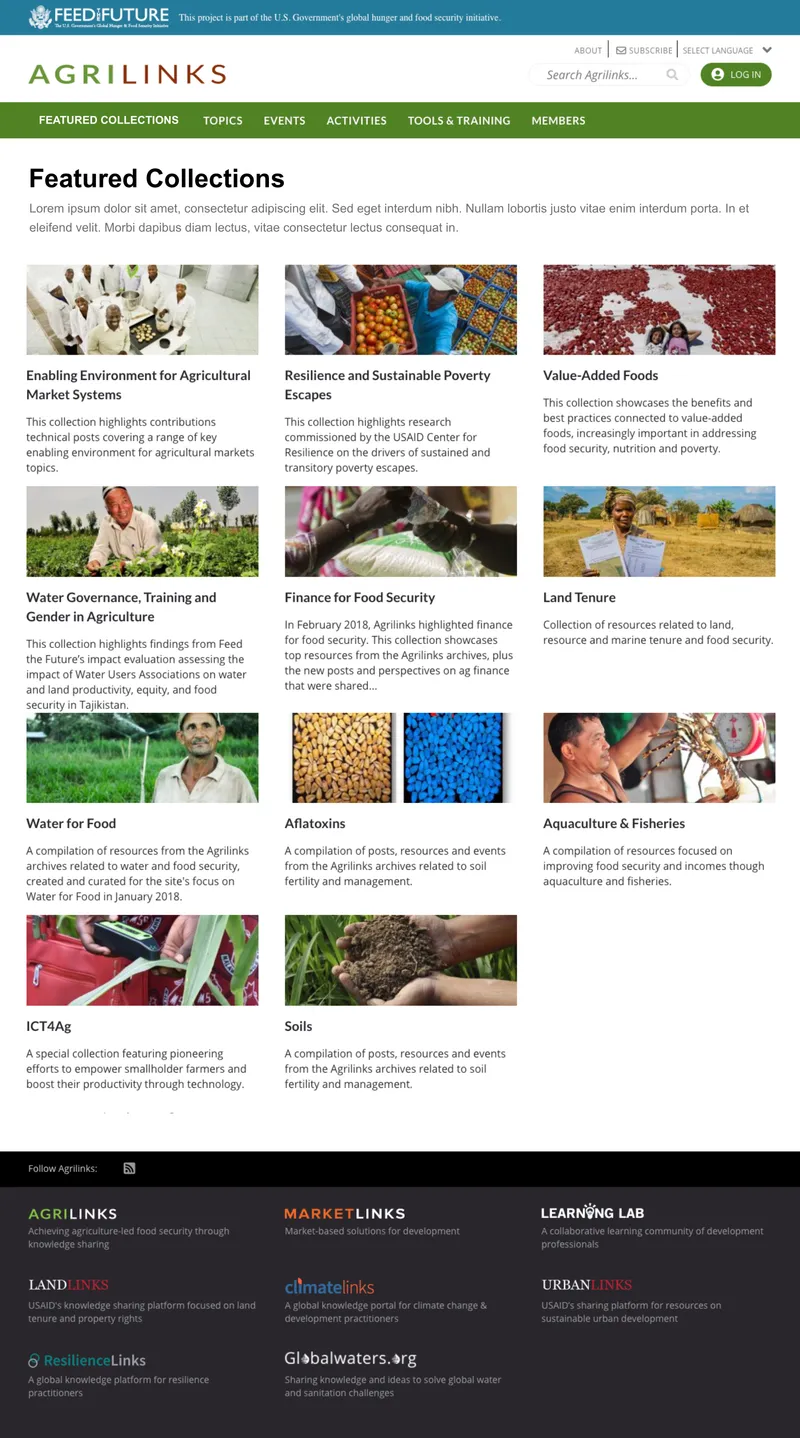 FEED THE FUTURE
The U.S. Government's Global Hunger & Food Security Initiative
This project is part of the U.S. Government's global hunger and food security initiative.
ABOUT
SUBSCRIBE
SELECT LANGUAGE
AGRILINKS
Search Agrilinks...
LOG IN
FEATURED COLLECTIONS
TOPICS
EVENTS
ACTIVITIES
TOOLS & TRAINING
MEMBERS
Featured Collections
Lorem ipsum dolor sit amet, consectetur adipiscing elit. Sed eget interdum nibh. Nullam lobortis justo vitae enim interdum porta. In et
eleifend velit. Morbi dapibus diam lectus, vitae consectetur lectus consequat in.
Enabling Environment for Agricultural
Market Systems
This collection highlights contributions
technical posts covering a range of key
enabling environment for agricultural markets
topics.
Resilience and Sustainable Poverty
Escapes
This collection highlights research
commissioned by the USAID Center for
Resilience on the drivers of sustained and
transitory poverty escapes.
Value-Added Foods
This collection showcases the benefits and
best practices connected to value-added
foods, increasingly important in addressing
food security, nutrition and poverty.
Water Governance, Training and
Gender in Agriculture
This collection highlights findings from Feed
the Future's impact evaluation assessing the
impact of Water Users Associations on water
and land productivity, equity, and food
security in Tajikistan.
Finance for Food Security
In February 2018, Agrilinks highlighted finance
for food security. This collection showcases
top resources from the Agrilinks archives, plus
the new posts and perspectives on ag finance
that were shared...
Land Tenure
Collection of resources related to land,
resource and marine tenure and food security.
Water for Food
A compilation of resources from the Agrilinks
archives related to water and food security,
created and curated for the site's focus on
Water for Food in January 2018.
Aflatoxins
A compilation of posts, resources and events
from the Agrilinks archives related to soil
fertility and management.
Aquaculture & Fisheries
A compilation of resources focused on
improving food security and incomes though
aquaculture and fisheries.
ICT4Ag
A special collection featuring pioneering
efforts to empower smallholder farmers and
boost their productivity through technology.
Soils
A compilation of posts, resources and events
from the Agrilinks archives related to soil
fertility and management.
Follow Agrilinks:
AGRILINKS
Achieving agriculture-led food security through
knowledge sharing
MARKETLINKS
Market-based solutions for development
LEARNING LAB
A collaborative learning community of development
professionals
LANDLINKS
USAID's knowledge sharing platform focused on land
tenure and property rights
climatelinks
A global knowledge portal for climate change &
development practitioners
URBANLINKS
USAID's sharing platform for resources on
sustainable urban development
ResilienceLinks
A global knowledge platform for resilience
practitioners
Globalwaters.org
Sharing knowledge and ideas to solve global water
and sanitation challenges